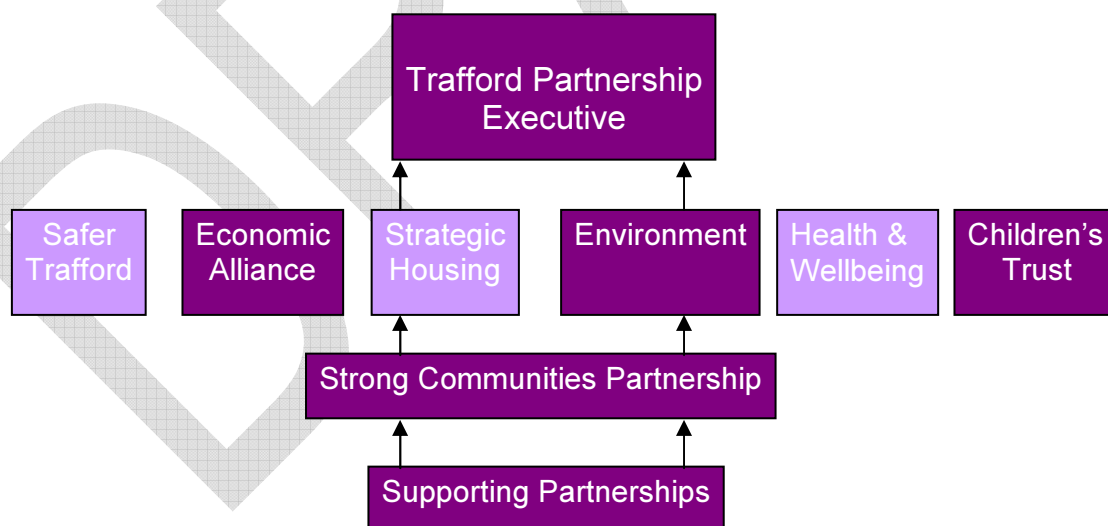 Trafford Partnership
Executive
Safer
Trafford
Economic
Alliance
Strategic
Housing
Environment
Health &
Wellbeing
Children’s
Trust
Strong Communities Partnership
Supporting Partnerships